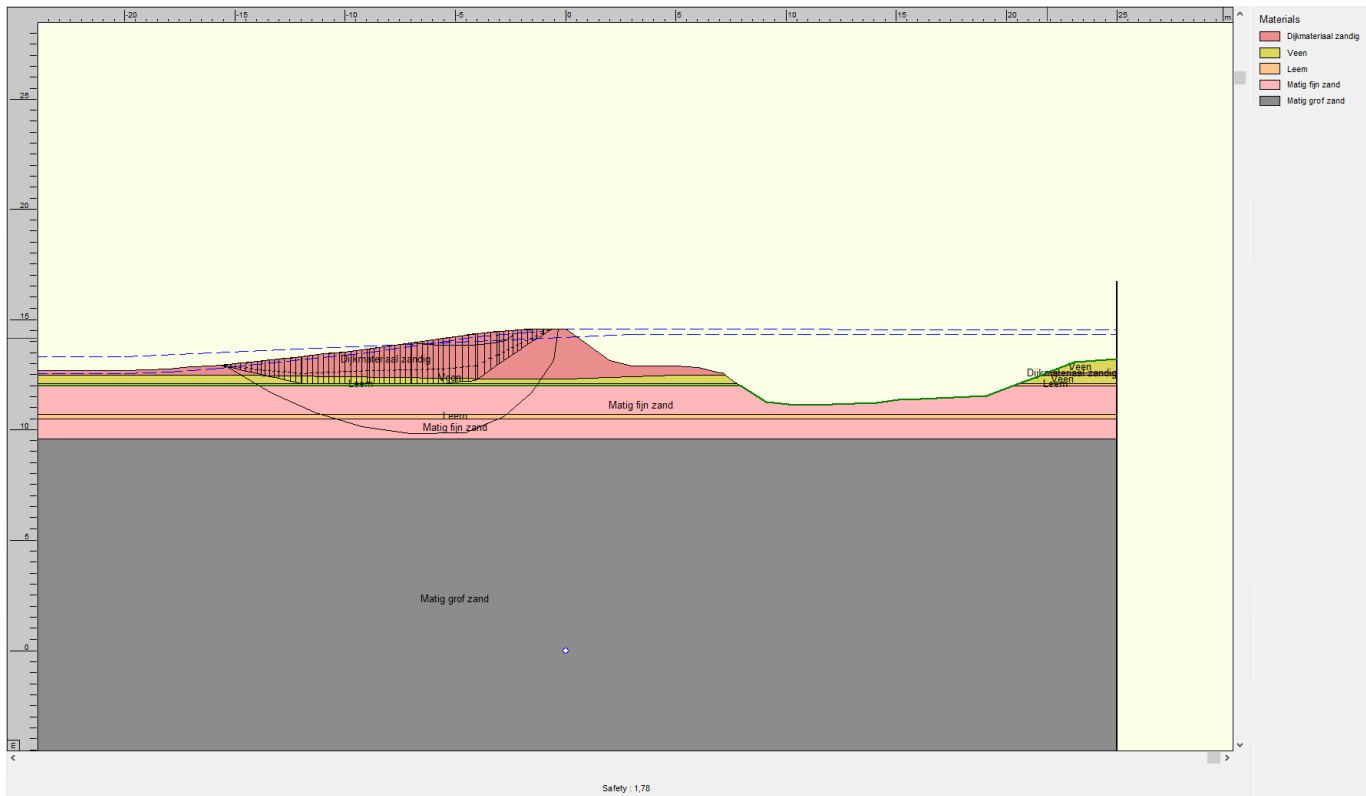 -20 -15 -10 -5 0 5 10 15 20 25 m
Materials
Dijkmateriaal zandig
Veen
Leem
Matig fijn zand
Matig grof zand
25
20
15
Dijkmateriaal zandig
Veen
Leem
Veen
Dijkmateriaal zandig
Veen
Leem
Matig fijn zand
Leem
Matig fijn zand
10
5
Matig grof zand
0
E
Safety : 1,78